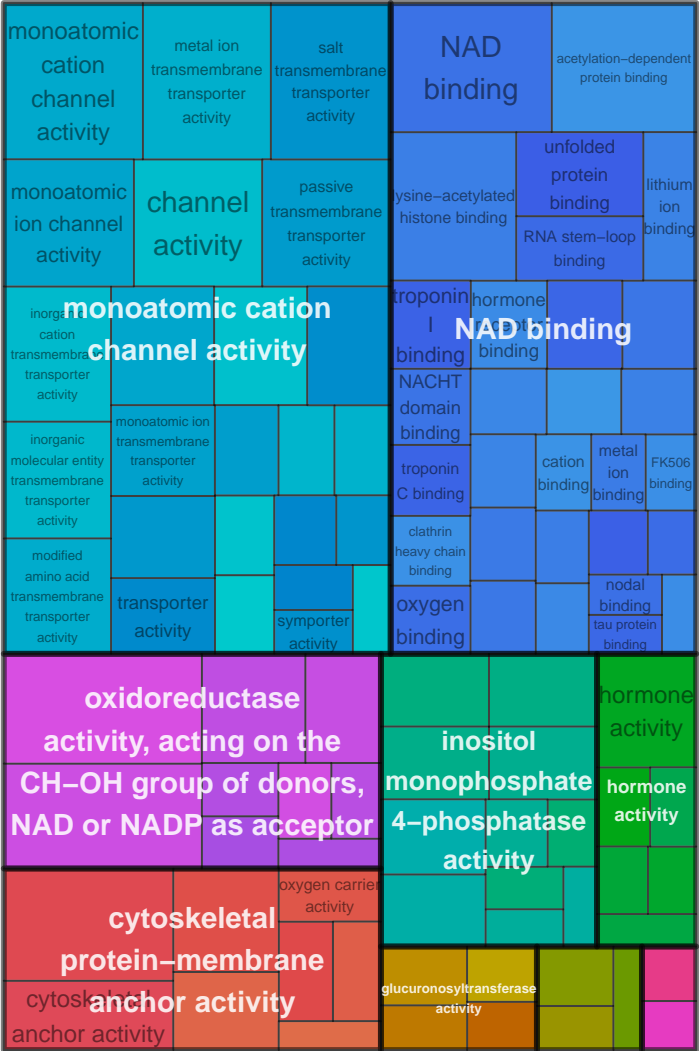 monoatomic
cation
channel
activity
metal ion
transmembrane
transporter
activity
salt
transmembrane
transporter
activity
monoatomic
ion channel
activity
channel
activity
passive
transmembrane
transporter
activity
inorganic
cation
transmembrane
transporter
activity
monoatomic cation
channel activity
inorganic
molecular entity
transmembrane
transporter
activity
monoatomic ion
transmembrane
transporter
activity
modified
amino acid
transmembrane
transporter
activity
transporter
activity
symporter
activity
NAD
binding
acetylation−dependent
protein binding
lysine−acetylated
histone binding
unfolded
protein
binding
RNA stem−loop
binding
lithium
ion
binding
troponin
I
binding
hormone
receptor
binding
NAD binding
NACHT
domain
binding
troponin
C binding
cation
binding
metal
ion
binding
FK506
binding
clathrin
heavy chain
binding
oxygen
binding
nodal
binding
tau protein
binding
oxidoreductase
activity, acting on the
CH−OH group of donors,
NAD or NADP as acceptor
inositol
monophosphate
4−phosphatase
activity
hormone
activity
hormone
activity
oxygen carrier
activity
cytoskeletal
protein−membrane
anchor activity
cytoskeletal
anchor activity
glucuronosyltransferase
activity